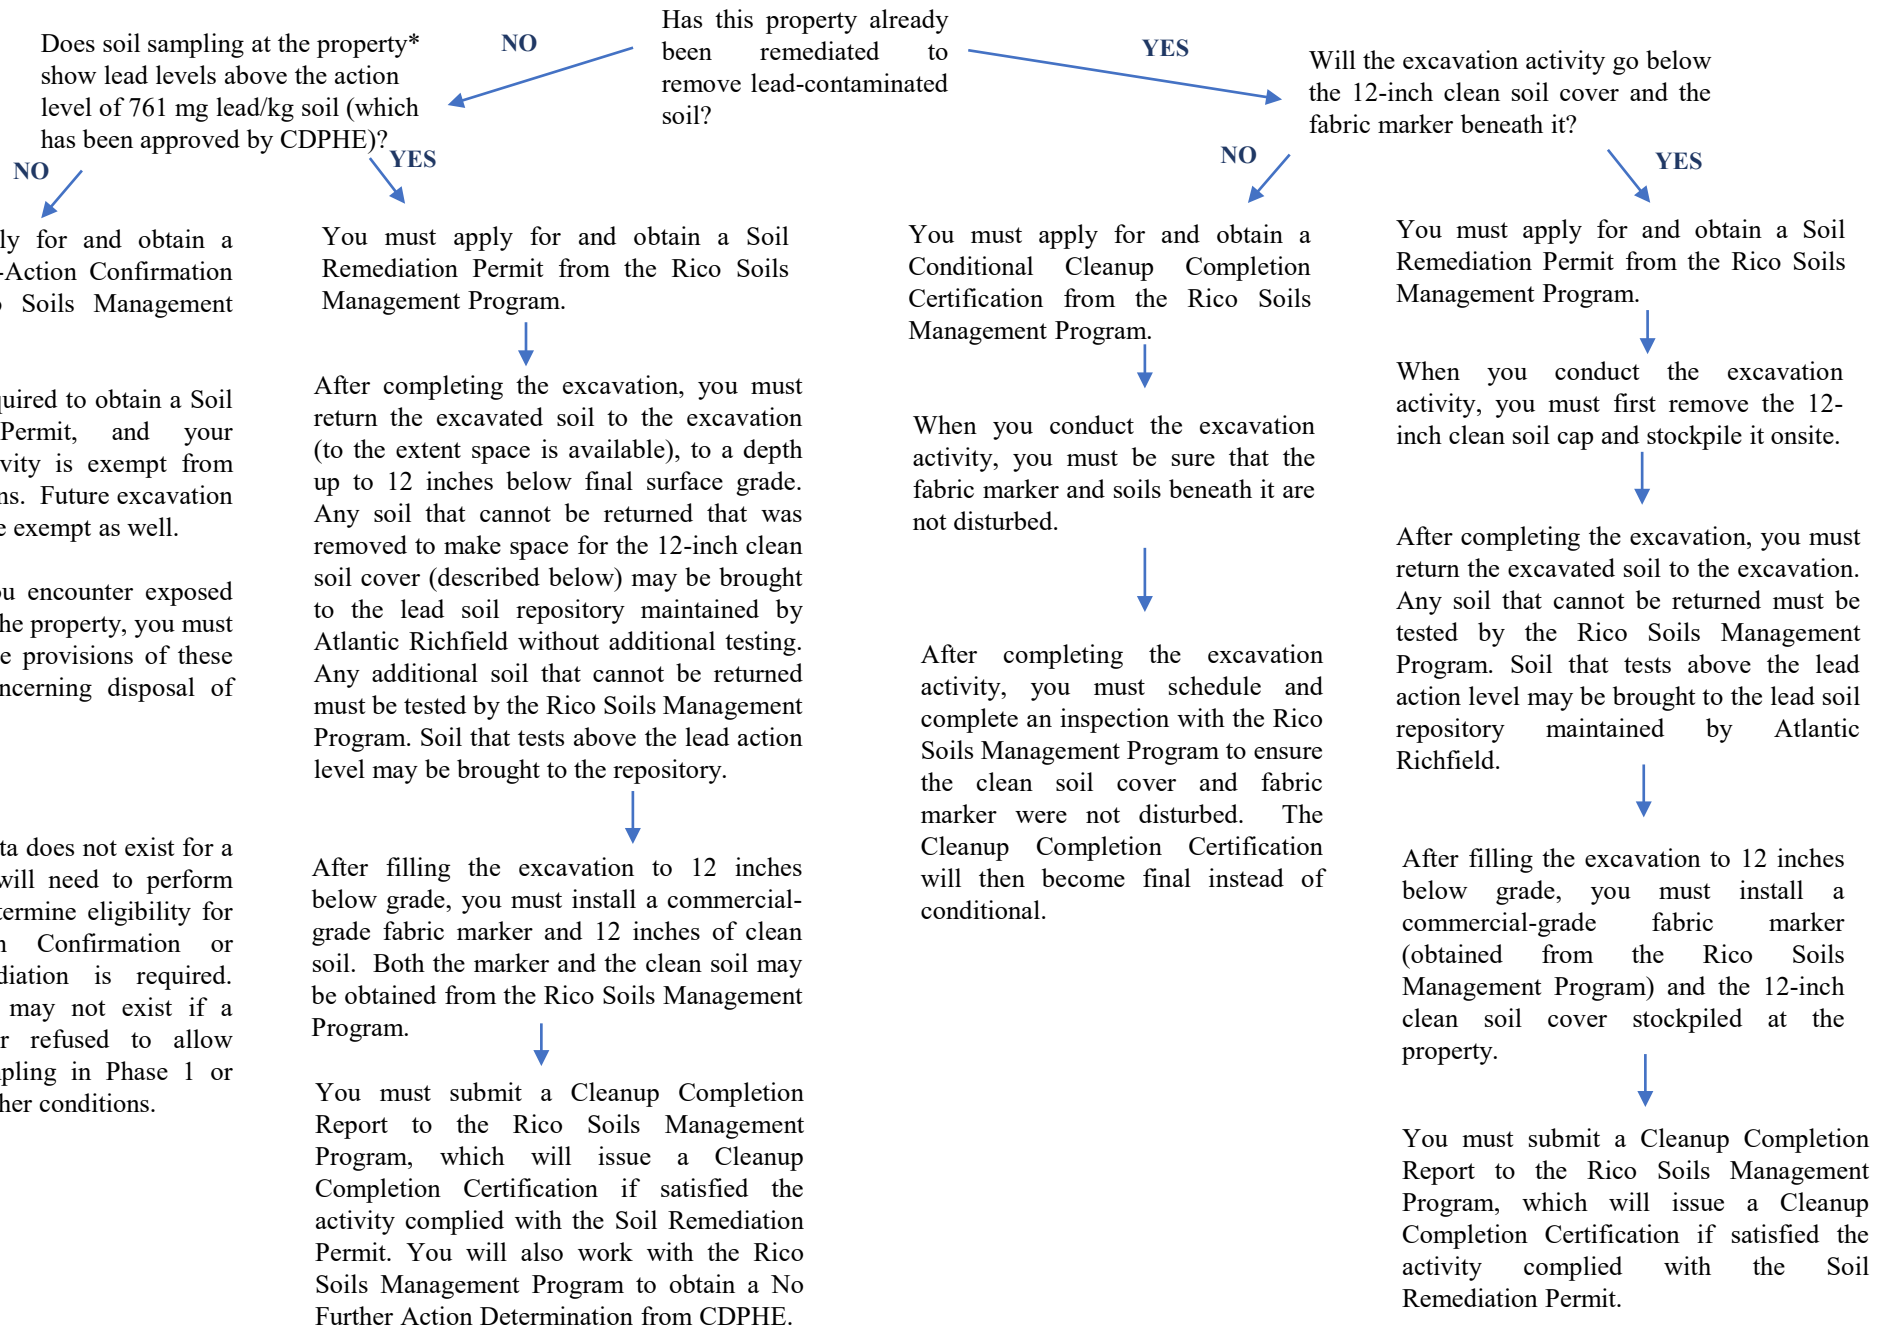 Has this property already
been remediated to
remove lead-contaminated
soil?
NO
YES
Does soil sampling at the property*
show lead levels above the action
level of 761 mg lead/kg soil (which
has been approved by CDPHE)?
NO
YES
Will the excavation activity go below
the 12-inch clean soil cover and the
fabric marker beneath it?
NO
YES
for and obtain a
-Action Confirmation
Soils Management
to obtain a Soil
Permit, and your
is exempt from
Future excavation
exempt as well.
encounter exposed
the property, you must
provisions of these
disposal of
does not exist for a
will need to perform
eligibility for
Confirmation or
is required.
may not exist if a
refused to allow
in Phase 1 or
conditions.
You must apply for and obtain a Soil
Remediation Permit from the Rico Soils
Management Program.
After completing the excavation, you must
return the excavated soil to the excavation
(to the extent space is available), to a depth
up to 12 inches below final surface grade.
Any soil that cannot be returned that was
removed to make space for the 12-inch clean
soil cover (described below) may be brought
to the lead soil repository maintained by
Atlantic Richfield without additional testing.
Any additional soil that cannot be returned
must be tested by the Rico Soils Management
Program. Soil that tests above the lead action
level may be brought to the repository.
After filling the excavation to 12 inches
below grade, you must install a commercial-
grade fabric marker and 12 inches of clean
soil. Both the marker and the clean soil may
be obtained from the Rico Soils Management
Program.
You must submit a Cleanup Completion
Report to the Rico Soils Management
Program, which will issue a Cleanup
Completion Certification if satisfied the
activity complied with the Soil Remediation
Permit. You will also work with the Rico
Soils Management Program to obtain a No
Further Action Determination from CDPHE.
You must apply for and obtain a
Conditional Cleanup Completion
Certification from the Rico Soils
Management Program.
When you conduct the excavation
activity, you must be sure that the
fabric marker and soils beneath it are
not disturbed.
After completing the excavation
activity, you must schedule and
complete an inspection with the Rico
Soils Management Program to ensure
the clean soil cover and fabric
marker were not disturbed. The
Cleanup Completion Certification
will then become final instead of
conditional.
You must apply for and obtain a Soil
Remediation Permit from the Rico Soils
Management Program.
When you conduct the excavation
activity, you must first remove the 12-
inch clean soil cap and stockpile it onsite.
After completing the excavation, you must
return the excavated soil to the excavation.
Any soil that cannot be returned must be
tested by the Rico Soils Management
Program. Soil that tests above the lead
action level may be brought to the lead soil
repository maintained by Atlantic
Richfield.
After filling the excavation to 12 inches
below grade, you must install a
commercial-grade fabric marker
(obtained from the Rico Soils
Management Program) and the 12-inch
clean soil cover stockpiled at the
property.
You must submit a Cleanup Completion
Report to the Rico Soils Management
Program, which will issue a Cleanup
Completion Certification if satisfied the
activity complied with the Soil
Remediation Permit.